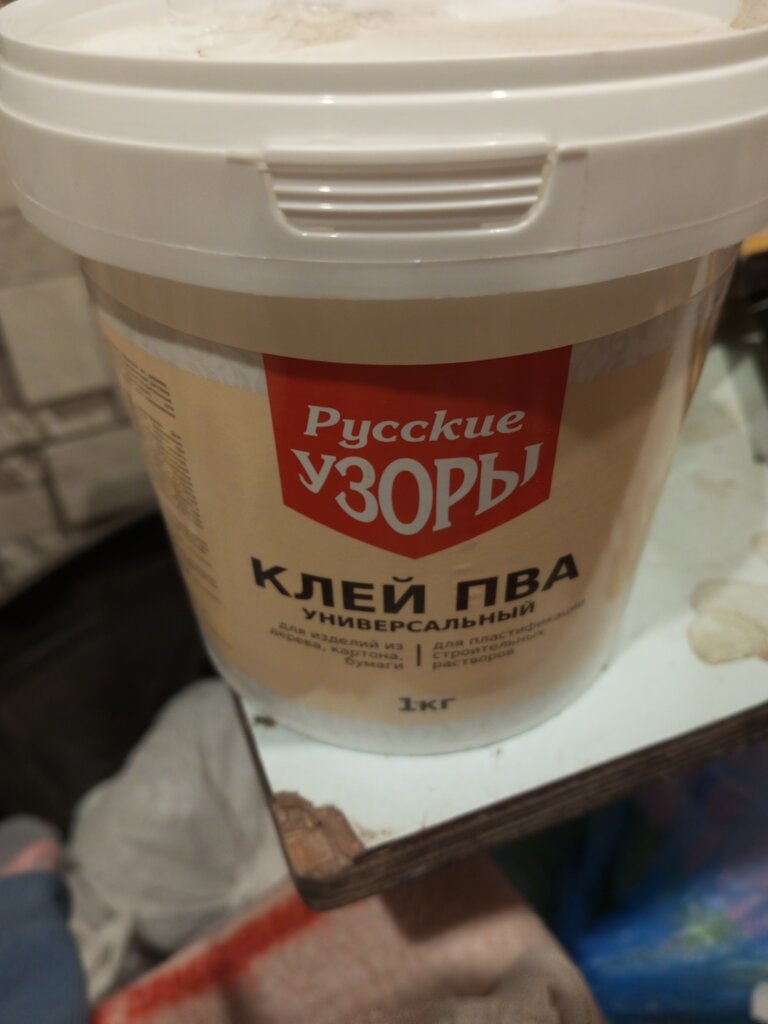 Русские
УЗОРЫ
КЛЕЙ ПВА
УНИВЕРСАЛЬНЫЙ
для изделий из
дерева, картона,
бумаги
для пластификации
строительных
растворов
1кг